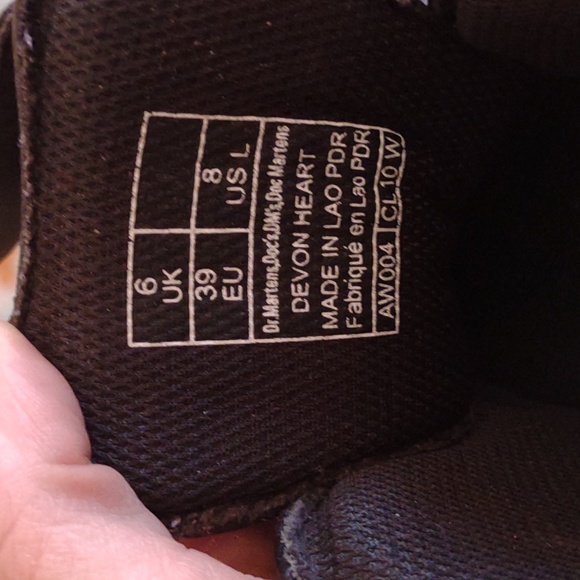 6
UK
39
EU
8
US L
Dr.Martens,Doc's,DM's,Doc Martens
DEVON HEART
MADE IN LAO PDR
Fabriqué en Lao PDR
AW004 CL 10 W